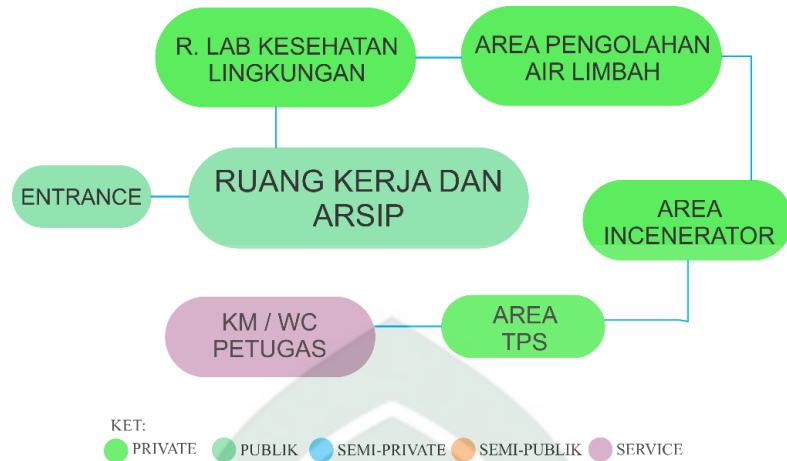 R. LAB KESEHATAN
LINGKUNGAN
AREA PENGOLAHAN
AIR LIMBAH
ENTRANCE
RUANG KERJA DAN
ARSIP
AREA
INCENERATOR
KM / WC
PETUGAS
AREA
TPS
KET:
PRIVATE PUBLIK SEMI-PRIVATE SEMI-PUBLIK SERVICE